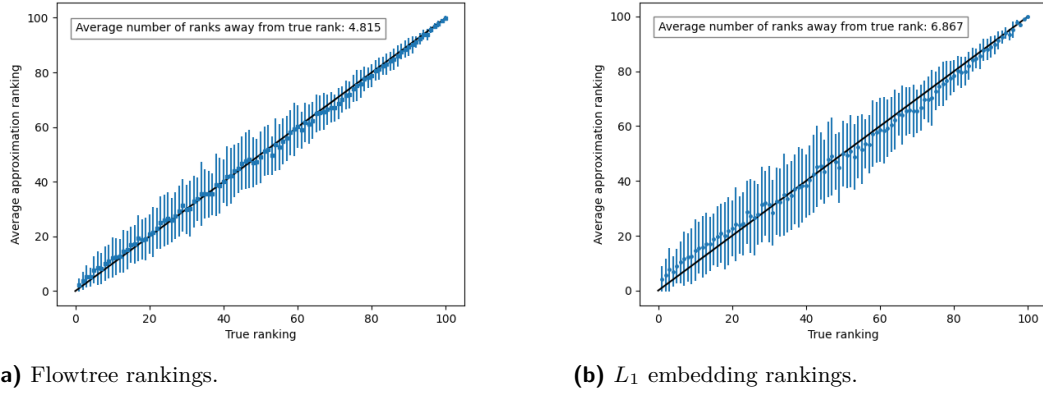 Average number of ranks away from true rank: 4.815
Average approximation ranking
100
80
60
40
20
0
0 20 40 60 80 100
True ranking
a) Flowtree rankings.
Average number of ranks away from true rank: 6.867
Average approximation ranking
100
80
60
40
20
0
0 20 40 60 80 100
True ranking
(b) L₁ embedding rankings.